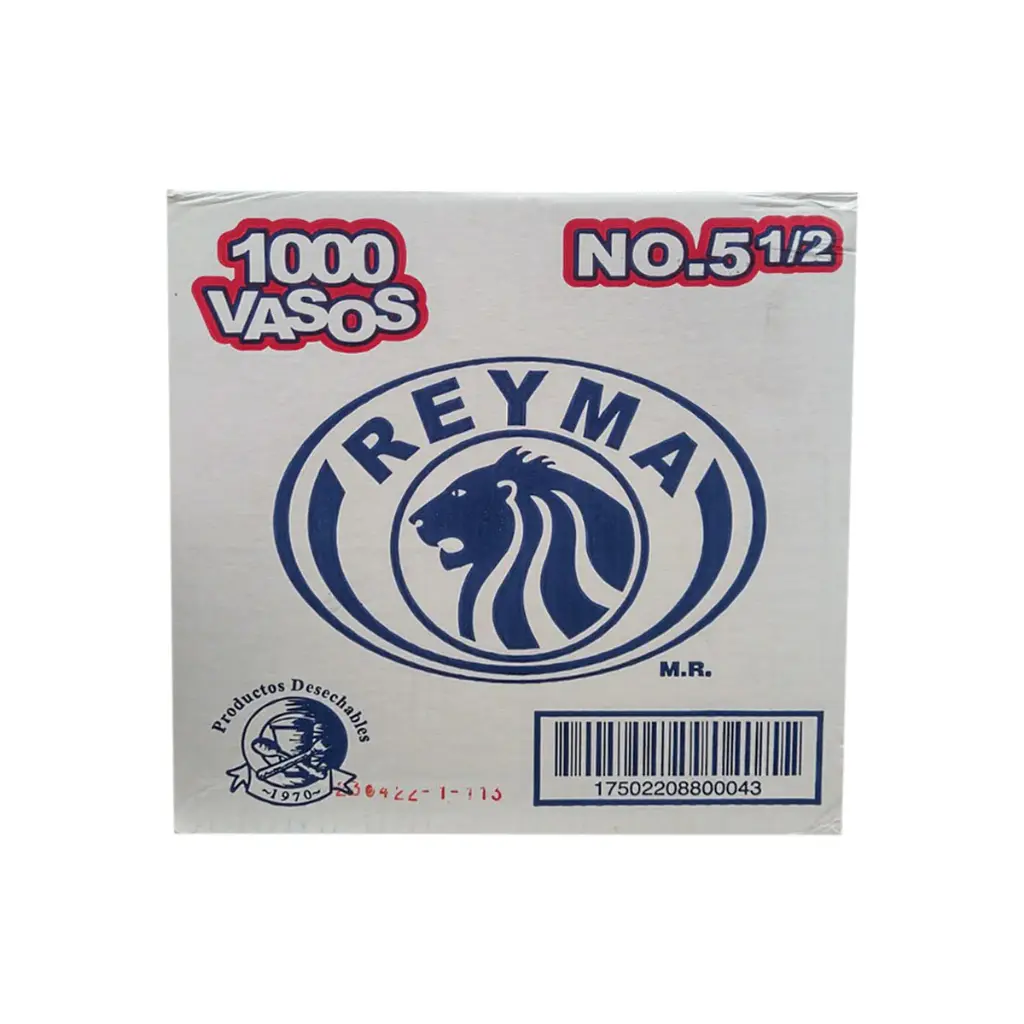 1000
VASOS
NO.5 1/2
REYMA
M.R.
Productos Desechables
~1970~
17502208800043